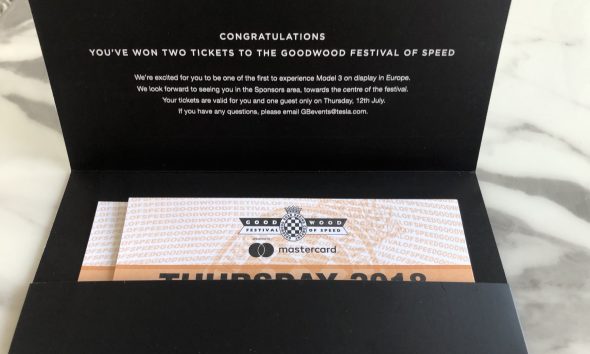 CONGRATULATIONS
YOU'VE WON TWO TICKETS TO THE GOODWOOD FESTIVAL OF SPEED
We're excited for you to be one of the first to experience Model 3 on display in Europe.
We look forward to seeing you in the Sponsors area, towards the centre of the festival.
Your tickets are valid for you and one guest only on Thursday, 12th July.
If you have any questions, please email GBevents@tesla.com.
GOODWOOD
FESTIVAL OF SPEED
mastercard
THURSDAY 2018